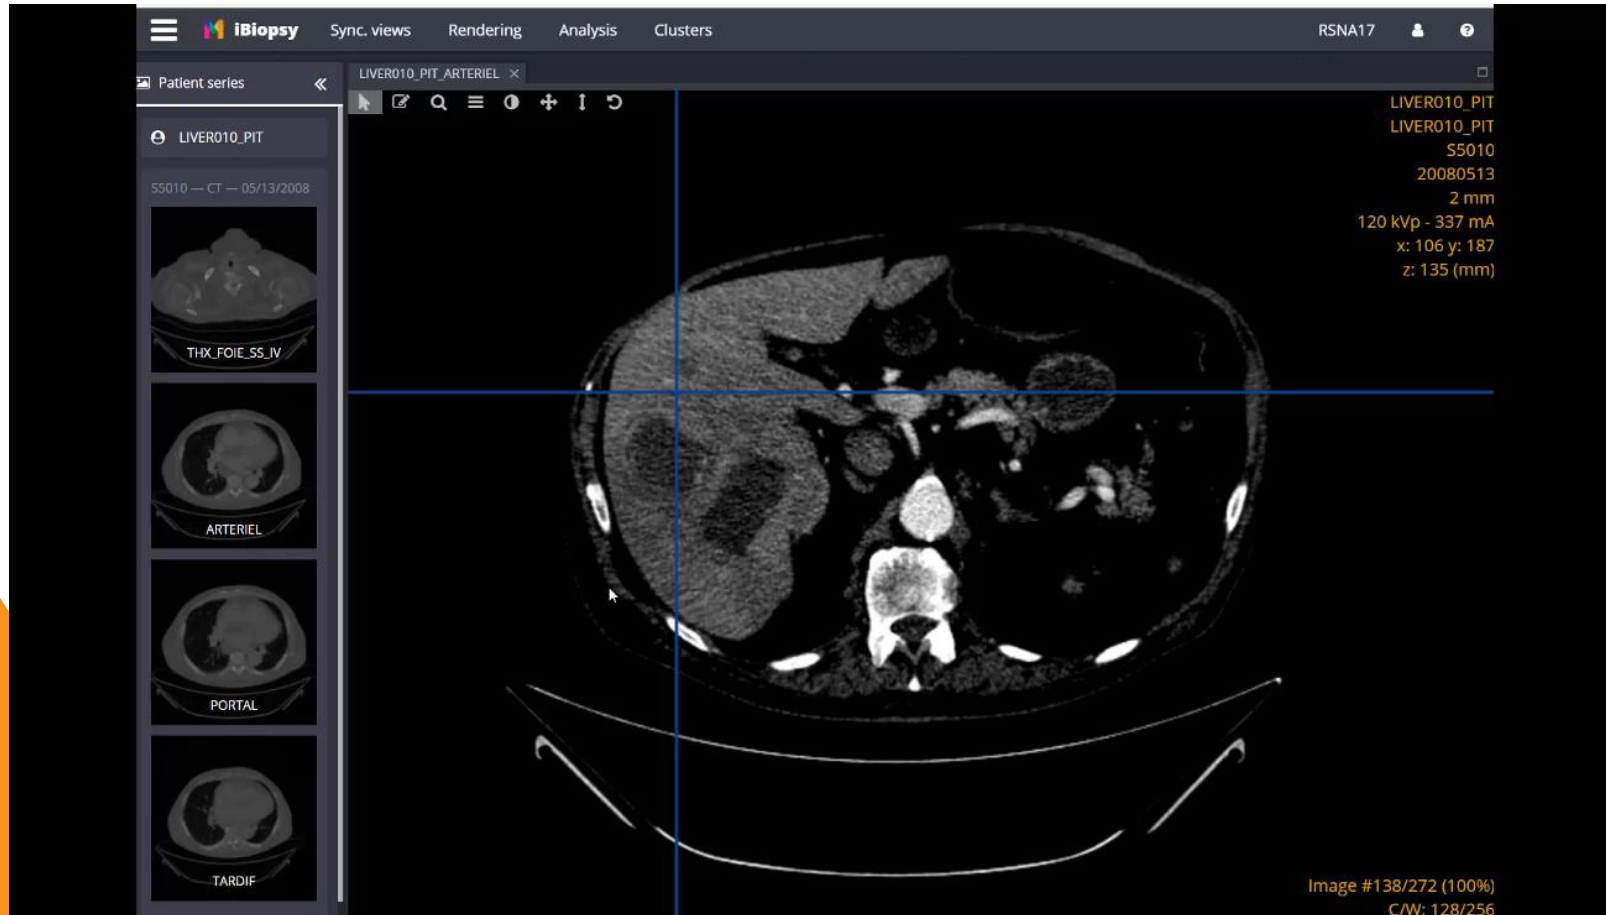 iBiopsy Sync. views Rendering Analysis Clusters RSNA17
Patient series
LIVER010_PIT_ARTERIEL
LIVER010_PIT
S5010 — CT — 05/13/2008
THX_FOIE_SS_IV
ARTERIEL
PORTAL
TARDIF
LIVER010_PIT
LIVER010_PIT
S5010
20080513
2 mm
120 kVp - 337 mA
x: 106 y: 187
z: 135 (mm)
Image #138/272 (100%)
C/W: 128/256